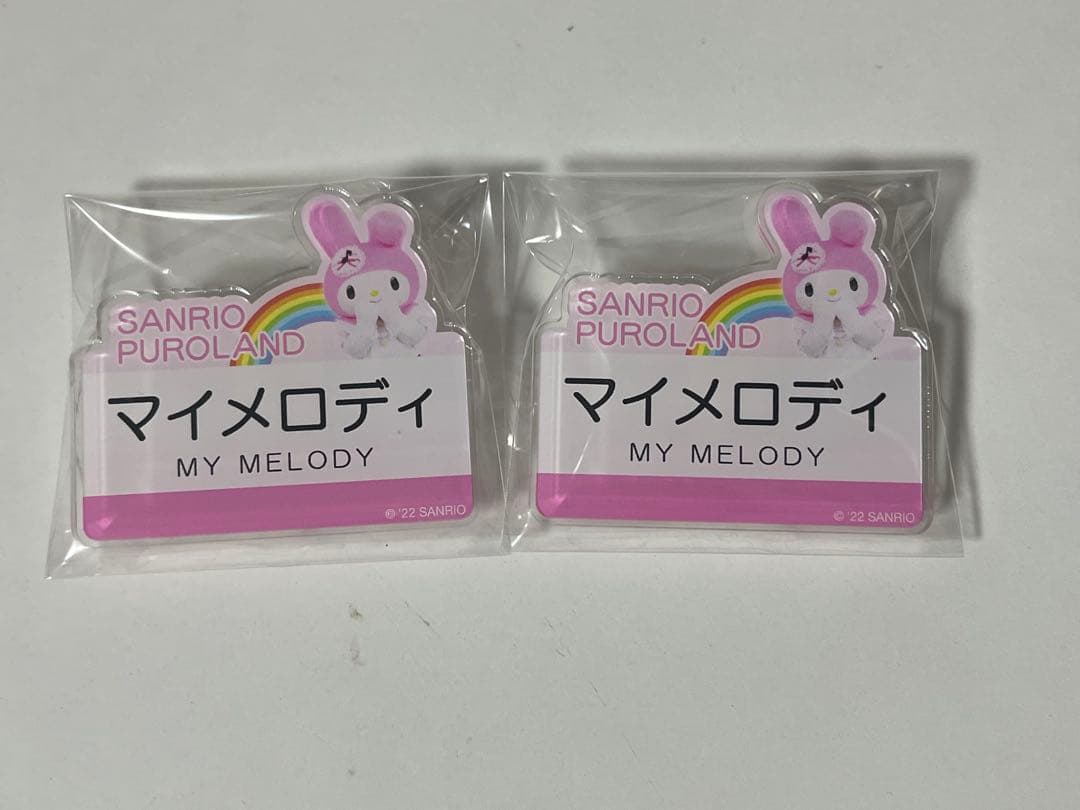 SANRIO
PUROLAND
マイメロディ
MY MELODY
© '22 SANRIO
SANRIO
PUROLAND
マイメロディ
MY MELODY
© '22 SANRIO